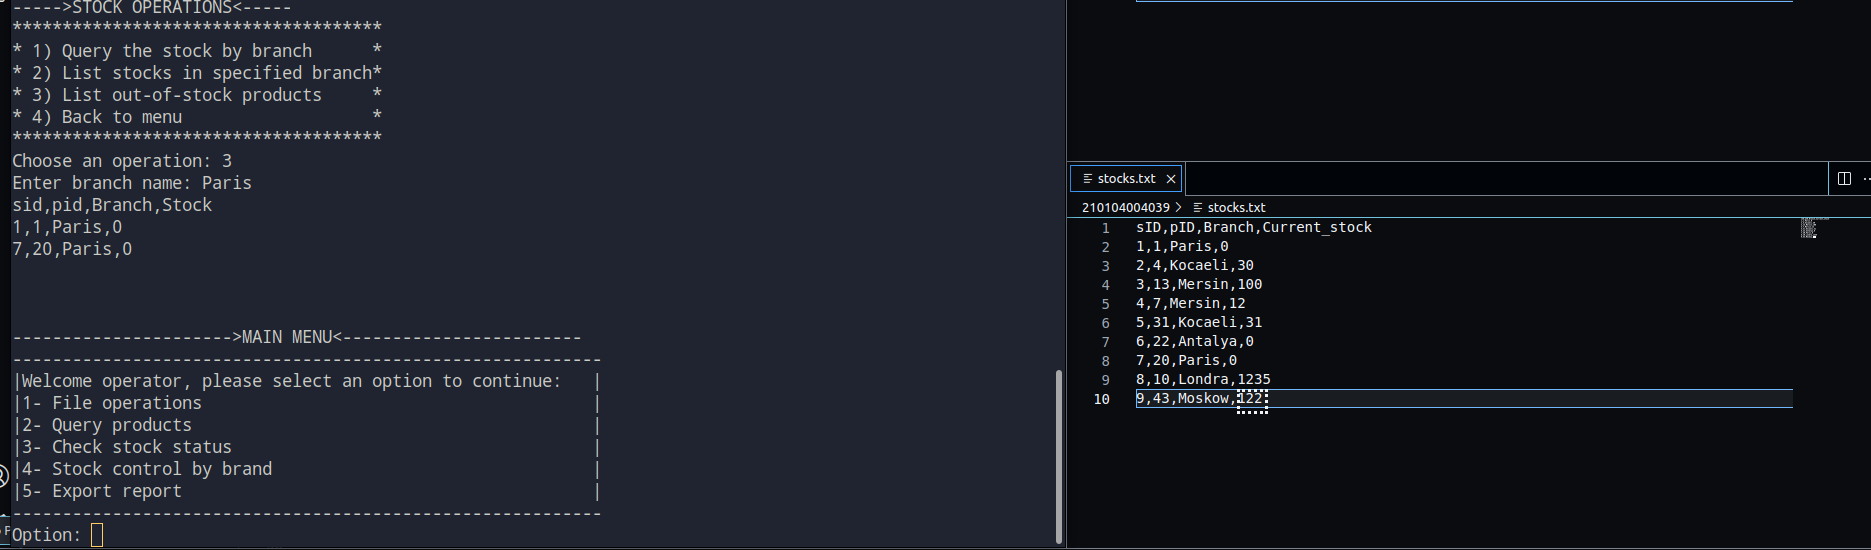 ----->STOCK OPERATIONS<-----
*************************************
* 1) Query the stock by branch      *
* 2) List stocks in specified branch*
* 3) List out-of-stock products     *
* 4) Back to menu                   *
*************************************
Choose an operation: 3
Enter branch name: Paris
sid,pid,Branch,Stock
1,1,Paris,0
7,20,Paris,0
---------------------->MAIN MENU<------------------------
-----------------------------------------------------------
|Welcome operator, please select an option to continue:   |
|1- File operations                                       |
|2- Query products                                        |
|3- Check stock status                                    |
|4- Stock control by brand                                |
|5- Export report                                         |
-----------------------------------------------------------
Option:
stocks.txt
210104004039 > stocks.txt
1 sID,pID,Branch,Current_stock
2 1,1,Paris,0
3 2,4,Kocaeli,30
4 3,13,Mersin,100
5 4,7,Mersin,12
6 5,31,Kocaeli,31
7 6,22,Antalya,0
8 7,20,Paris,0
9 8,10,Londra,1235
10 9,43,Moskow,122